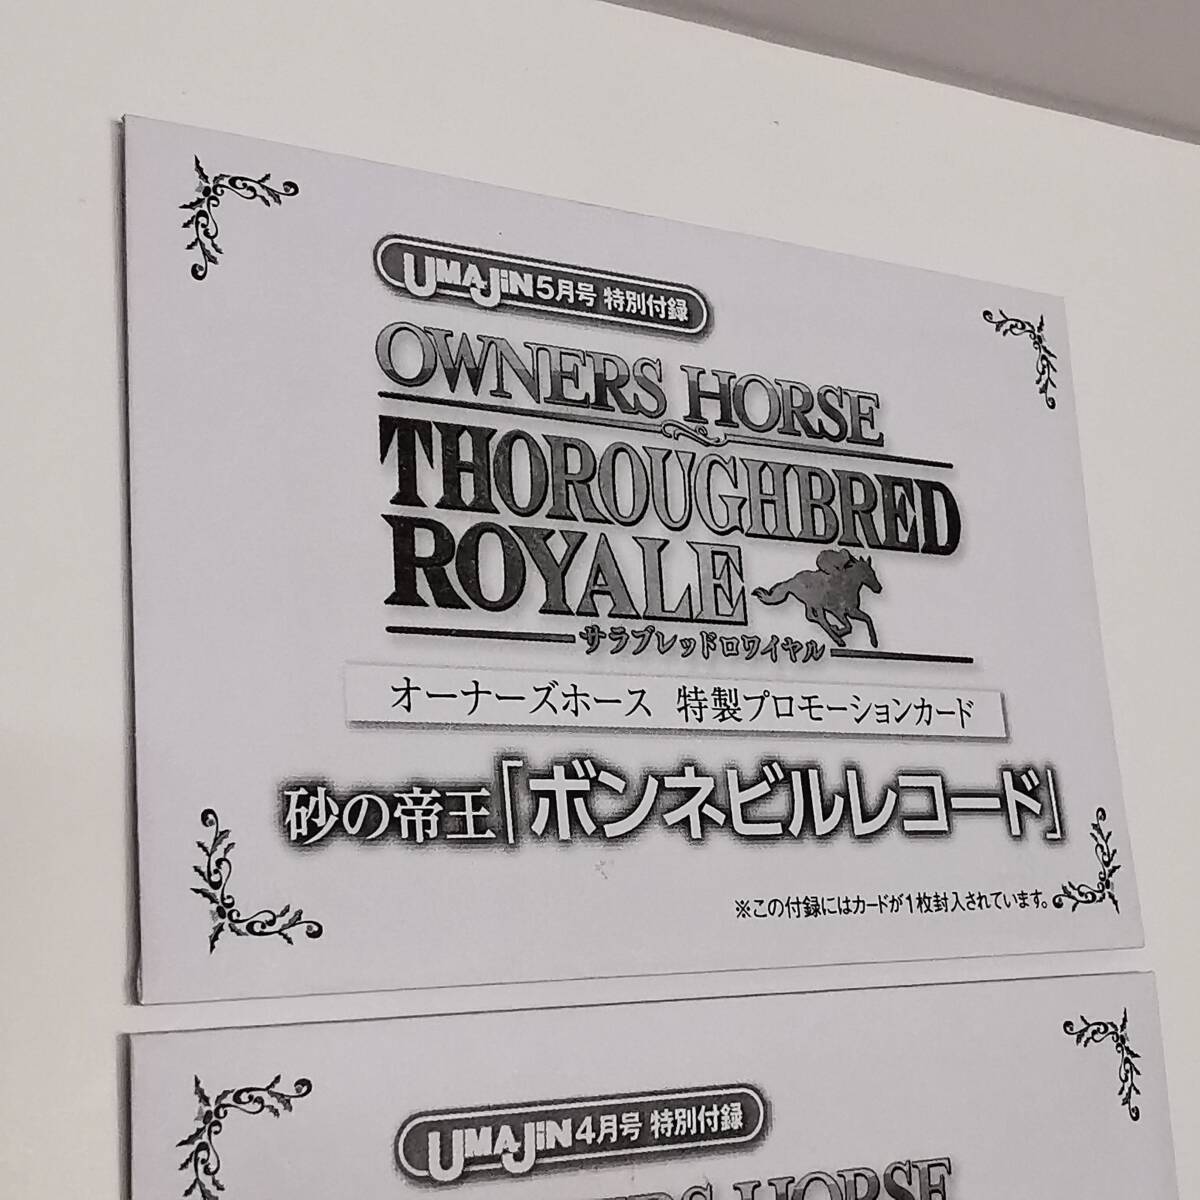 UMAJiN5月号 特別付録
OWNERS HORSE
THOROUGHBRED
ROYALE
サラブレッドロワイヤル
オーナーズホース 特製プロモーションカード
砂の帝王「ボンネビルレコード」
※この付録にはカードが1枚封入されています。
UMAJiN4月号 特別付録
OWNERS HORSE